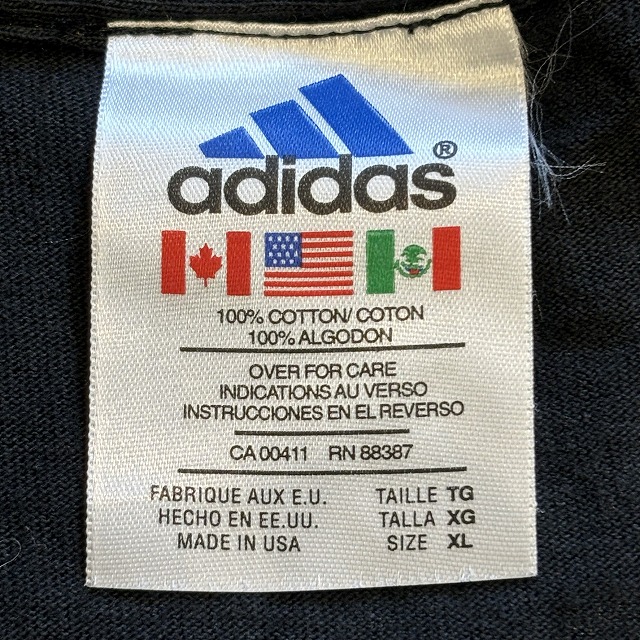 adidas®
100% COTTON/ COTON
100% ALGODON
OVER FOR CARE
INDICATIONS AU VERSO
INSTRUCCIONES EN EL REVERSO
CA 00411 RN 88387
FABRIQUE AUX E.U. TAILLE TG
HECHO EN EE.UU. TALLA XG
MADE IN USA SIZE XL